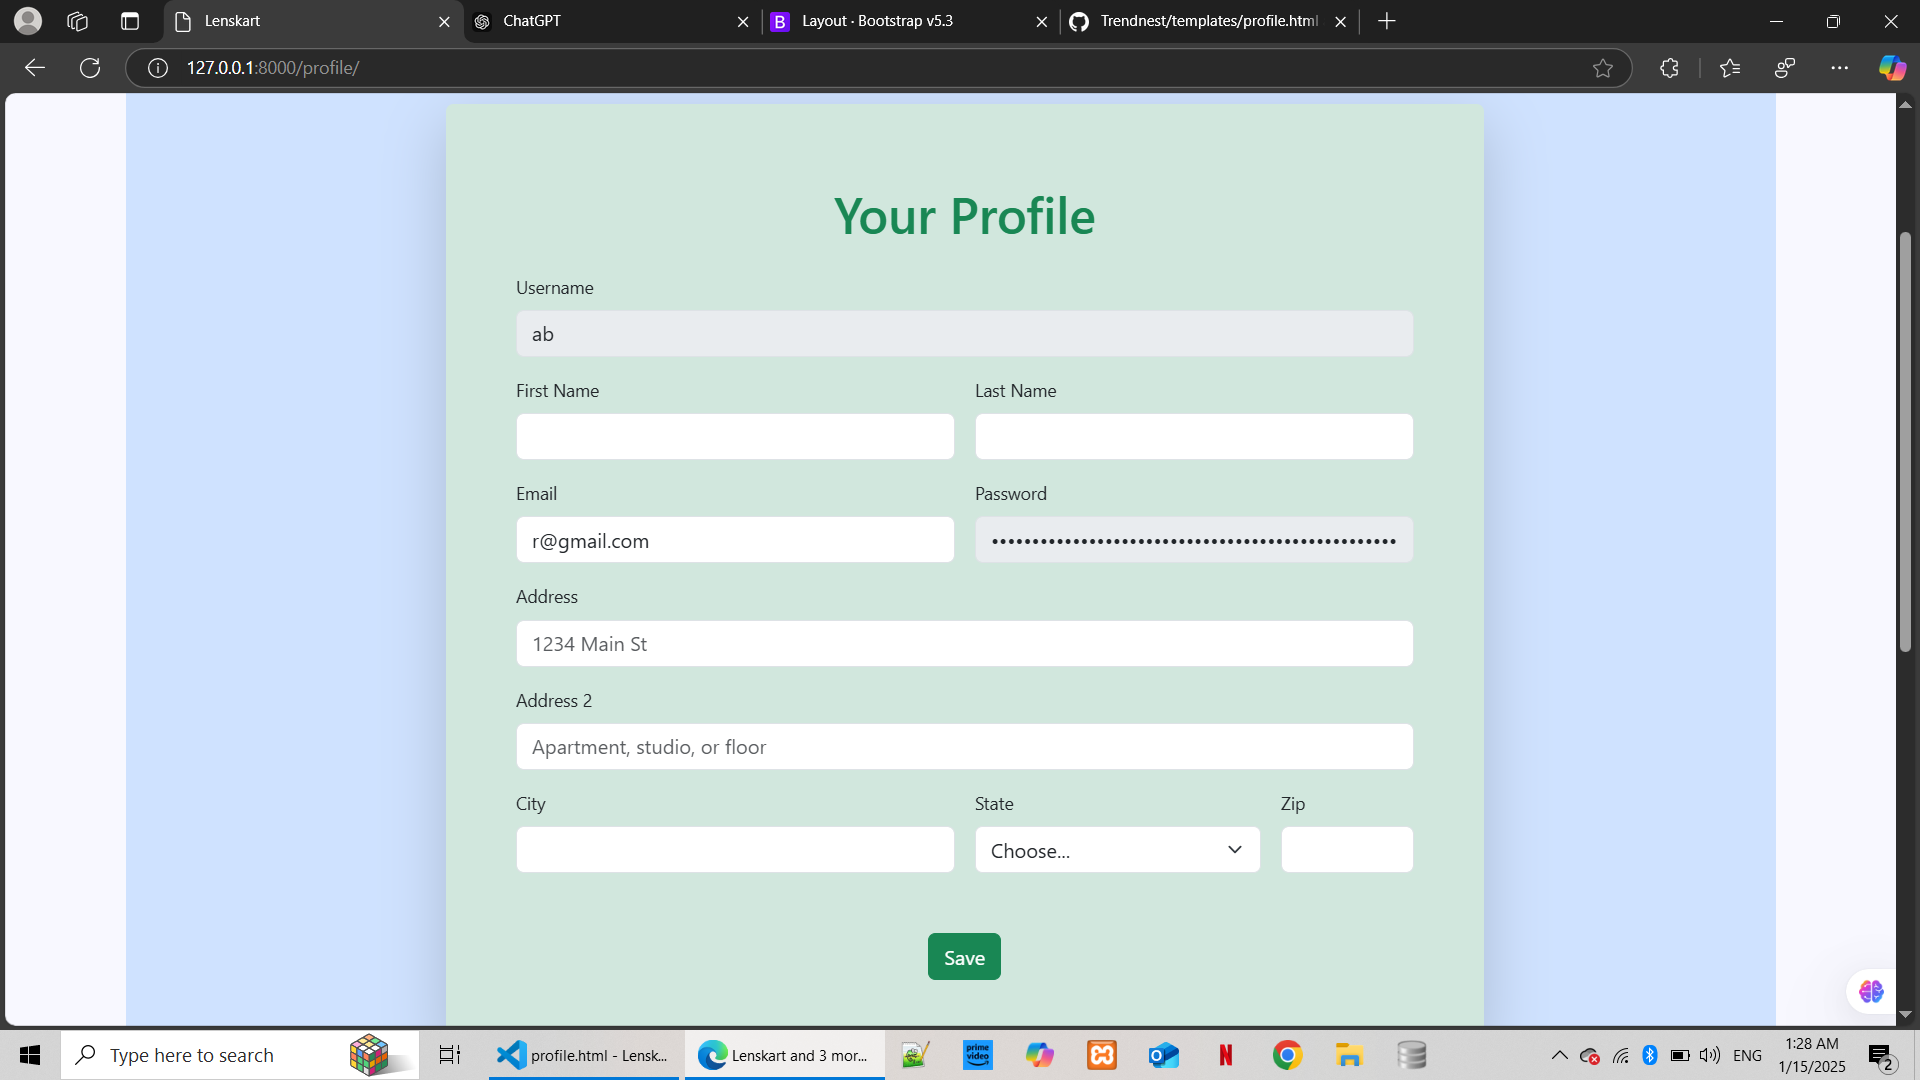 Lenskart
ChatGPT
B Layout · Bootstrap v5.3
Trendnest/templates/profile.html
127.0.0.1:8000/profile/
Your Profile
Username
ab
First Name Last Name
Email Password
r@gmail.com ••••••••••••••••••••••••••••••••••••••••••••••••••
Address
1234 Main St
Address 2
Apartment, studio, or floor
City State Zip
Choose...
Save
Type here to search
profile.html - Lensk...
Lenskart and 3 mor...
prime video
N
ENG
1:28 AM
1/15/2025
2